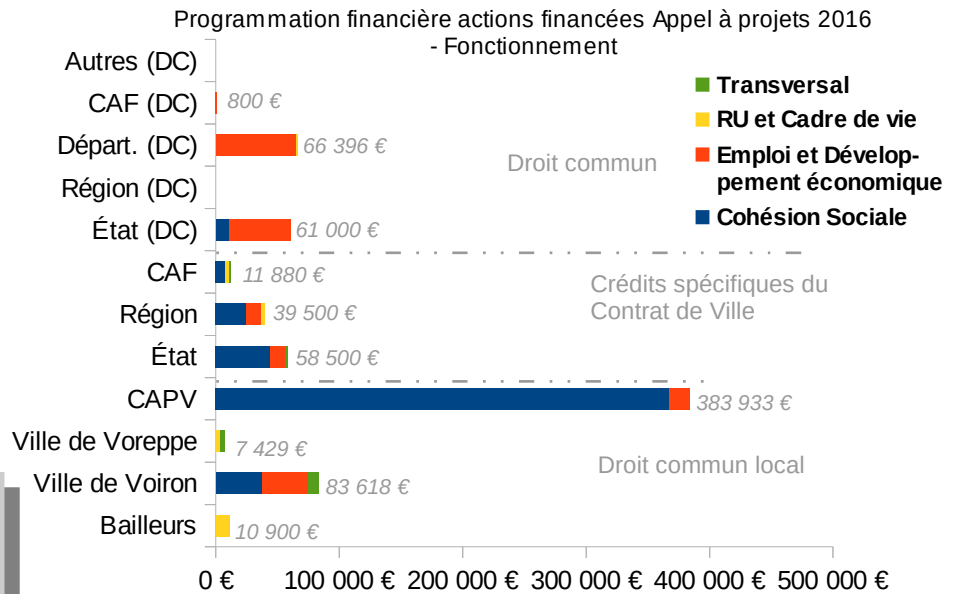 Programmation financière actions financées Appel à projets 2016
- Fonctionnement
Autres (DC)
CAF (DC)
800 €
Départ. (DC)
66 396 €
Région (DC)
État (DC)
61 000 €
CAF
11 880 €
Région
39 500 €
État
58 500 €
CAPV
383 933 €
Ville de Voreppe
7 429 €
Ville de Voiron
83 618 €
Bailleurs
10 900 €
Transversal
RU et Cadre de vie
Emploi et Dévelop-
pement économique
Cohésion Sociale
Droit commun
Crédits spécifiques du
Contrat de Ville
Droit commun local
0 € 100 000 € 200 000 € 300 000 € 400 000 € 500 000 €